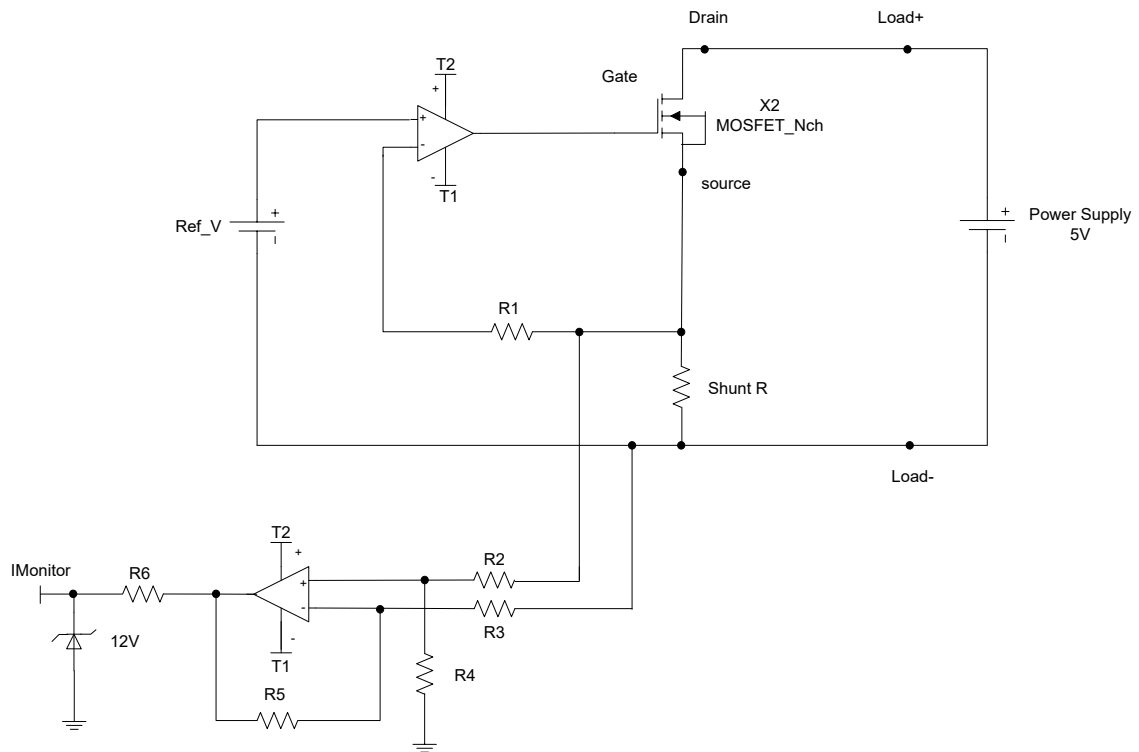 Drain
Load+
T2
+
Gate
X2
MOSFET_Nch
+
-
-
T1
source
Ref_V
+
Power Supply
5V
+
R1
Shunt R
Load-
T2
+
IMonitor
R6
R2
+
-
R3
12V
-
T1
R4
R5